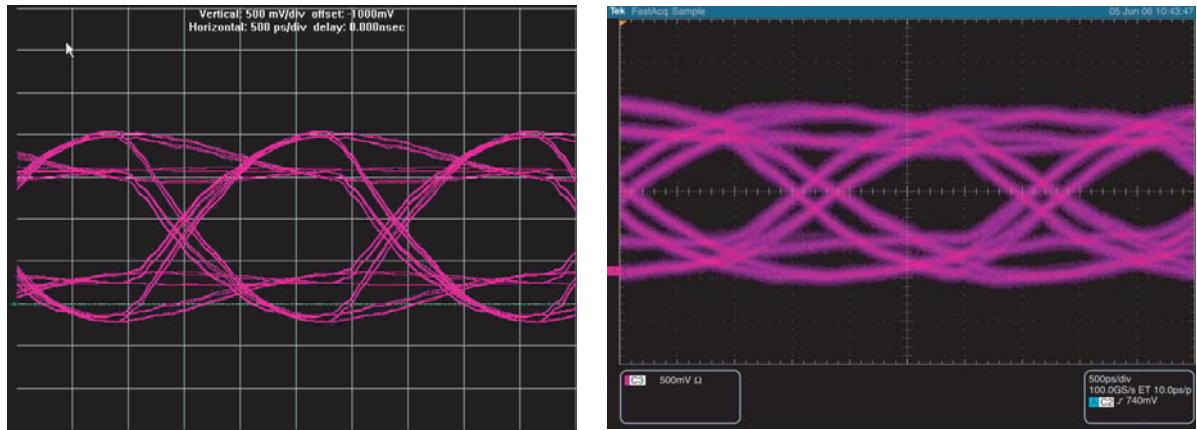 Vertical: 500 mV/div offset: -1000mV
Horizontal: 500 ps/div delay: 0.000nsec
Tek FastAcq Sample
05 Jun 06 10:43:47
C3 500mV Ω
500ps/div
100.0GS/s ET 10.0ps/p
A C2 ∫ 740mV